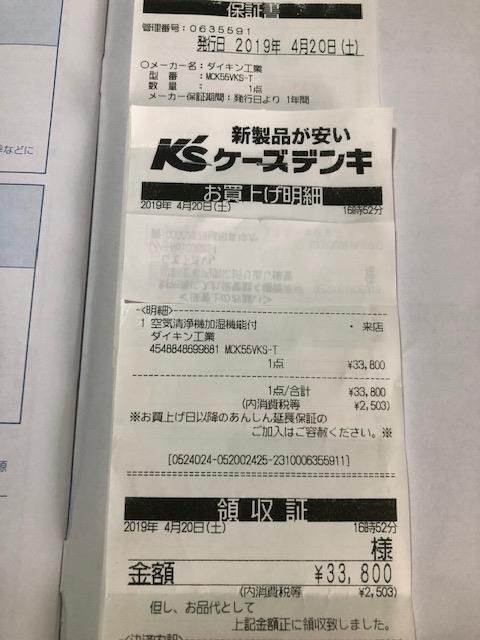 保証書
管理番号:0635591
発行日 2019年 4月20日(土)
○メーカー名:ダイキン工業
型 番 :MCK55VKS-T
数 量 : 1点
メーカー保証期間:発行日より 1年間
幸などに
新製品が安い
K'sケーズデンキ
お買上げ明細
2019年 4月20日(土) 16時52分
様
<明細>
1 空気清浄機加湿機能付 ・ 来店
ダイキン工業
4548848699681 MCK55VKS-T
1点 ¥33,800
1点/合計 ¥33,800
(内消費税等 ¥2,503)
※お買上げ日以降のあんしん延長保証の
ご加入はご容赦ください。※
[0524024-052002425-2310006355911]
領収証
2019年 4月20日(土) 16時52分
様
金額 ¥33,800
(内消費税等 ¥2,503)
但し、お品代として
上記金額正に領収致しました。